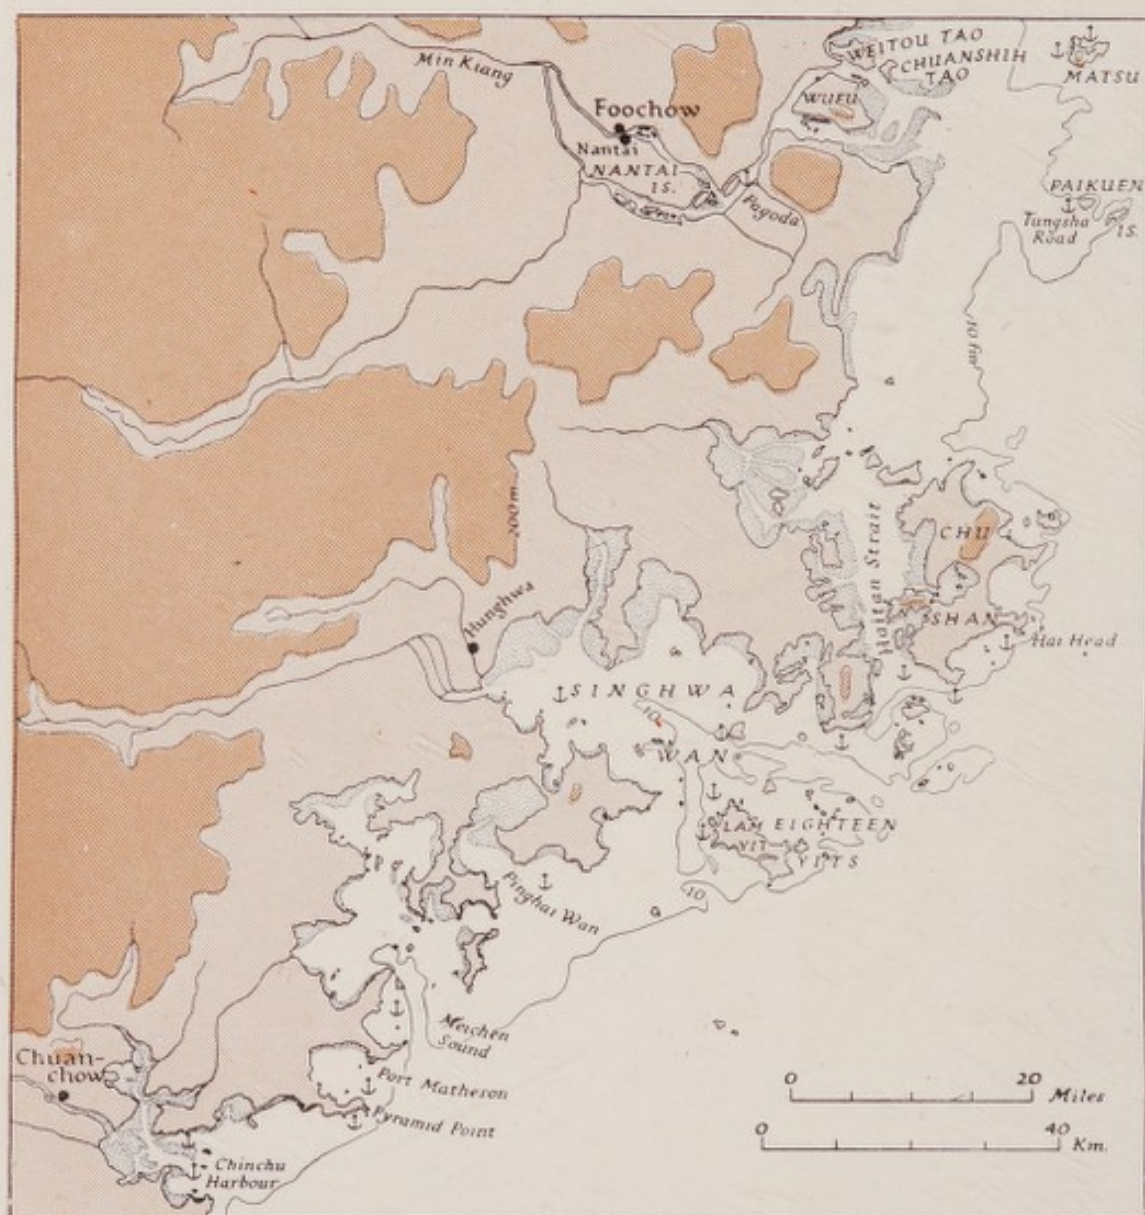 WEITOU TAO
CHUANSHIH
TAO
MATSU
Min Kiang
WUFU
Foochow
Nantai
NANTAI
IS.
Pagoda
PAIKUEN
IS.
Tungsha
Road
10 fm
200m
CHU
Haitan Strait
SHAN
Hunghwa
Hai Head
SINGHWA
10
WAN
LAM
YIT
EIGHTEEN
YITS
10
Pinghai Wan
Meichen
Sound
Chuan-
chow
Port Matheson
Pyramid Point
Chinchu
Harbour
0 20
Miles
0 40
Km.